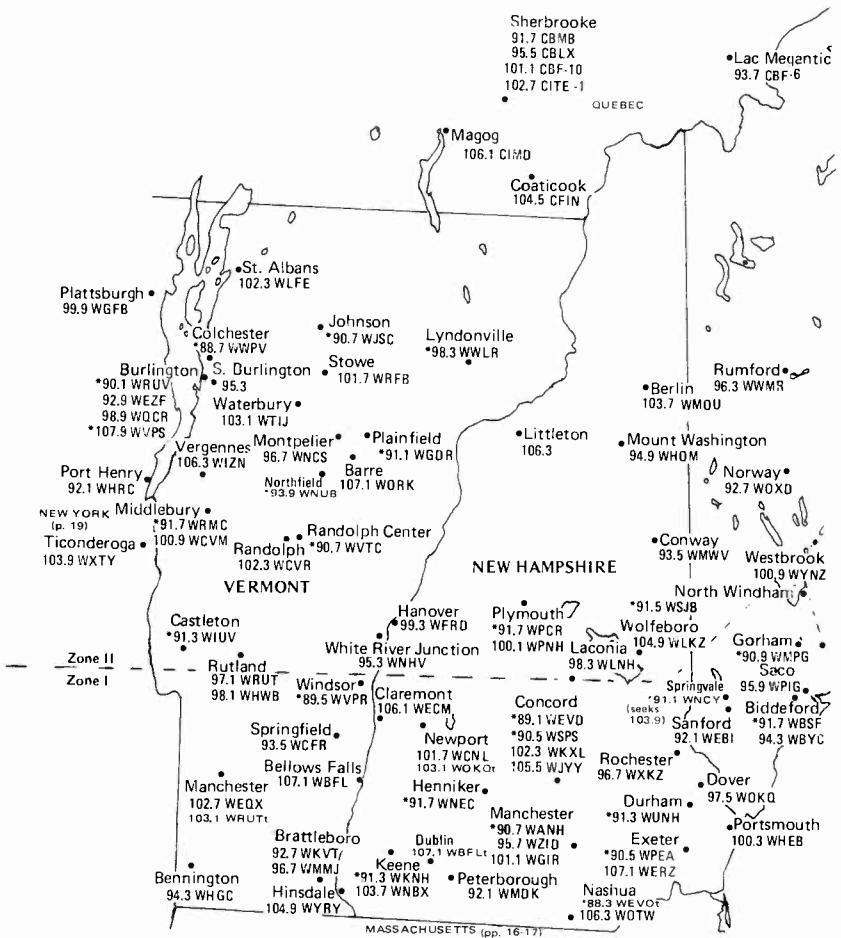 Sherbrooke
91.7 CBMB
95.5 CBLX
101.1 CBF-10
102.7 CITE -1
QUEBEC
Lac Megantic
93.7 CBF-6
Magog
106.1 CIMO
Coaticook
104.5 CFIN
St. Albans
102.3 WLFE
Plattsburgh
99.9 WGFB
Colchester
*88.7 WWPV
Johnson
*90.7 WJSC
Lyndonville
*98.3 WWLR
Burlington
*90.1 WRUV
92.9 WEZF
98.9 WQCR
*107.9 WVPS
S. Burlington
95.3
Stowe
101.7 WRFB
Waterbury
103.1 WTIJ
Rumford
96.3 WWMR
Berlin
103.7 WMOU
Vergennes
106.3 WIZN
Montpelier
96.7 WNCS
Plainfield
*91.1 WGDR
Littleton
106.3
Mount Washington
94.9 WHOM
Port Henry
92.1 WHRC
Northfield
*93.9 WNUB
Barre
107.1 WORK
Norway
92.7 WOXO
NEW YORK
(p. 19)
Middlebury
*91.7 WRMC
100.9 WCVM
Ticonderoga
103.9 WXTY
Randolph
102.3 WCVR
Randolph Center
*90.7 WVTC
Conway
93.5 WMWV
Westbrook
100.9 WYNZ
VERMONT
NEW HAMPSHIRE
North Windham
*91.5 WSJB
Castleton
*91.3 WIUV
Hanover
99.3 WFRD
Plymouth
*91.7 WPCR
100.1 WPNH
Wolfeboro
104.9 WLKZ
Gorham
*90.9 WMPG
White River Junction
95.3 WNHV
Laconia
98.3 WLNH
Zone II
Zone I
Rutland
97.1 WRUT
98.1 WHWB
Saco
95.9 WPIG
Windsor
*89.5 WVPR
Claremont
106.1 WECM
Concord
*89.1 WEVO
*90.5 WSPS
102.3 WKXL
105.5 WJYY
Springvale
*91.1 WNCY
(seeks
103.9)
Biddeford
*91.7 WBSF
94.3 WBYC
Springfield
93.5 WCFR
Newport
101.7 WCNL
103.1 WOKQt
Sanford
92.1 WEBI
Bellows Falls
107.1 WBFL
Rochester
96.7 WXKZ
Manchester
102.7 WEQX
103.1 WRUTt
Henniker
*91.7 WNEC
Dover
97.5 WOKQ
Durham
*91.3 WUNH
Manchester
*90.7 WANH
95.7 WZID
101.1 WGIR
Portsmouth
100.3 WHEB
Brattleboro
92.7 WKVT
96.7 WMMJ
Dublin
107.1 WBFLt
Exeter
*90.5 WPEA
107.1 WERZ
Keene
*91.3 WKNH
103.7 WNBX
Bennington
94.3 WHGC
Hinsdale
104.9 WYRY
Peterborough
92.1 WMDK
Nashua
*88.3 WEVOt
106.3 WOTW
MASSACHUSETTS (pp. 16-17)